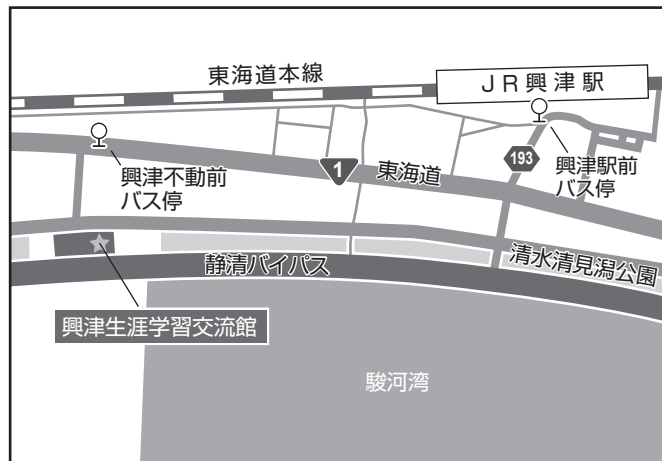 東海道本線
JR興津駅
興津不動前
バス停
1
東海道
193
興津駅前
バス停
静清バイパス
清水清見潟公園
興津生涯学習交流館
駿河湾